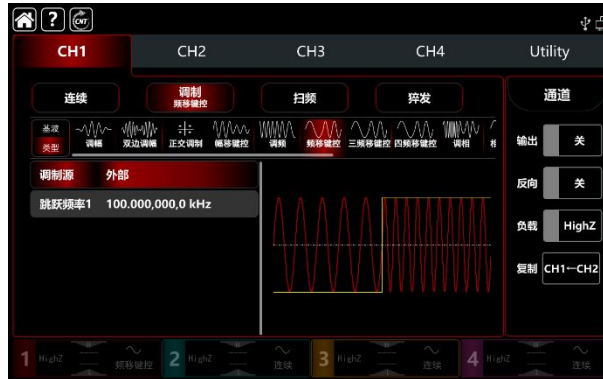 ? CNT
CH1 CH2 CH3 CH4 Utility
连续 调制 频移键控 扫频 猝发 通道
基波 类型 调幅 双边调幅 正交调制 幅移键控 调频 频移键控 三频移键控 四频移键控 调相
输出 关
调制源 外部
反向 关
跳跃频率1 100.000,000,0 kHz
负载 HighZ
复制 CH1←CH2
1 HighZ 频移键控 2 HighZ 连续 3 HighZ 连续 4 HighZ 连续